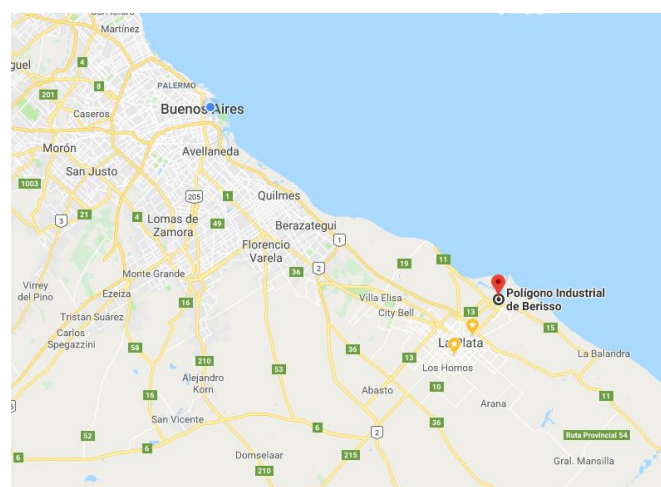 Martínez
guel
4
8
PALERMO
201
Buenos Aires
Caseros
Morón
Avellaneda
San Justo
1003
205
1
Quilmes
21
4
3
49
Lomas de
Zamora
Berazategui
Florencio
Varela
1
19
11
36
2
Monte Grande
Virrey
del Pino
Ezeiza
16
Villa Elisa
City Bell
13
Polígono Industrial
de Berisso
15
Tristan Suárez
Carlos
Spegazzini
58
La Plata
36
13
La Balandra
210
53
Los Hornos
Alejandro
Korn
10
Abasto
11
16
Arana
San Vicente
36
6
2
52
Ruta Provincial 54
6
6
Domselaar
215
210
Gral. Mansilla